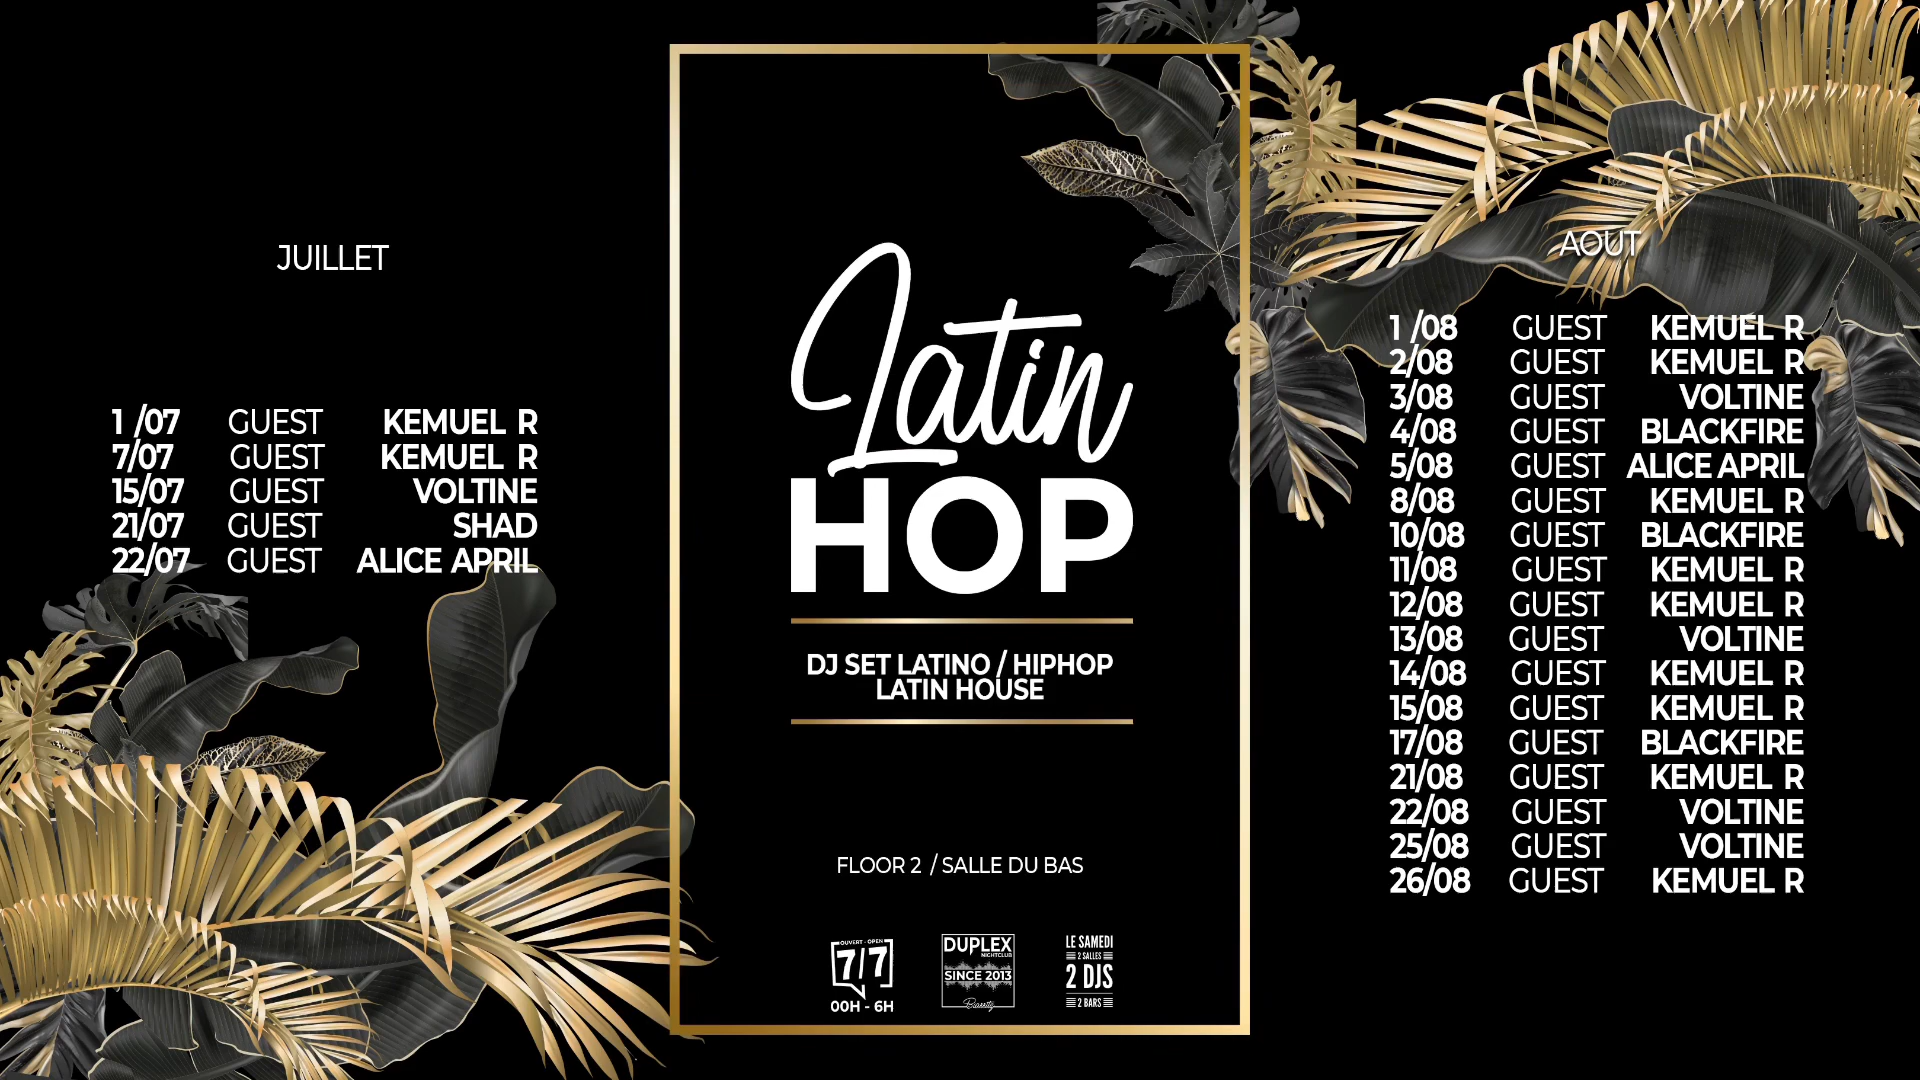 JUILLET
1 /07 GUEST KEMUEL R
7/07 GUEST KEMUEL R
15/07 GUEST VOLTINE
21/07 GUEST SHAD
22/07 GUEST ALICE APRIL
Latin
HOP
DJ SET LATINO / HIPHOP
LATIN HOUSE
FLOOR 2 / SALLE DU BAS
OUVERT - OPEN
7/7
00H - 6H
DUPLEX
NIGHTCLUB
SINCE 2013
Biarritz
LE SAMEDI
2 SALLES
2 DJS
2 BARS
AOUT
1 /08 GUEST KEMUEL R
2/08 GUEST KEMUEL R
3/08 GUEST VOLTINE
4/08 GUEST BLACKFIRE
5/08 GUEST ALICE APRIL
8/08 GUEST KEMUEL R
10/08 GUEST BLACKFIRE
11/08 GUEST KEMUEL R
12/08 GUEST KEMUEL R
13/08 GUEST VOLTINE
14/08 GUEST KEMUEL R
15/08 GUEST KEMUEL R
17/08 GUEST BLACKFIRE
21/08 GUEST KEMUEL R
22/08 GUEST VOLTINE
25/08 GUEST VOLTINE
26/08 GUEST KEMUEL R